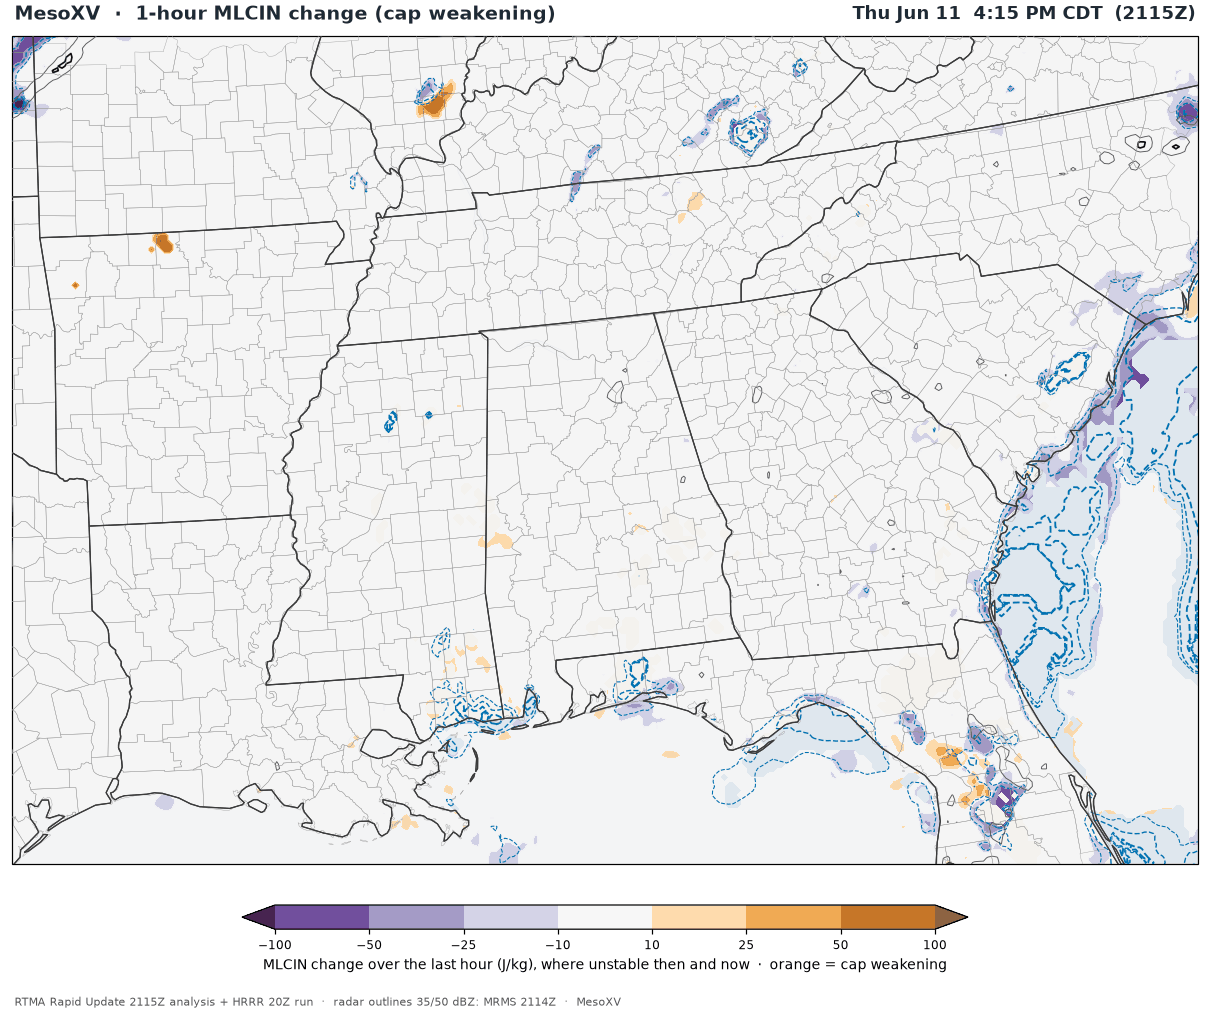 MesoXV · 1-hour MLCIN change (cap weakening)
Thu Jun 11 4:15 PM CDT (2115Z)
−100 −50 −25 −10 10 25 50 100
MLCIN change over the last hour (J/kg), where unstable then and now · orange = cap weakening
RTMA Rapid Update 2115Z analysis + HRRR 20Z run · radar outlines 35/50 dBZ: MRMS 2114Z · MesoXV